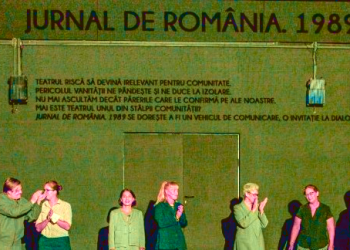 JURNAL DE ROMÂNIA. 1989
TEATRUL RISCĂ SĂ DEVINĂ IRELEVANT PENTRU COMUNITATE.
PERICOLUL VANITĂȚII NE PÂNDEȘTE ȘI NE DUCE LA IZOLARE.
NU MAI ASCULTĂM DECÂT PĂRERILE CARE LE CONFIRMĂ PE ALE NOASTRE.
MAI ESTE TEATRUL UNUL DIN STÂLPII COMUNITĂȚII?
JURNAL DE ROMÂNIA. 1989 SE DOREȘTE A FI UN VEHICUL DE COMUNICARE, O INVITAȚIE LA DIALOG